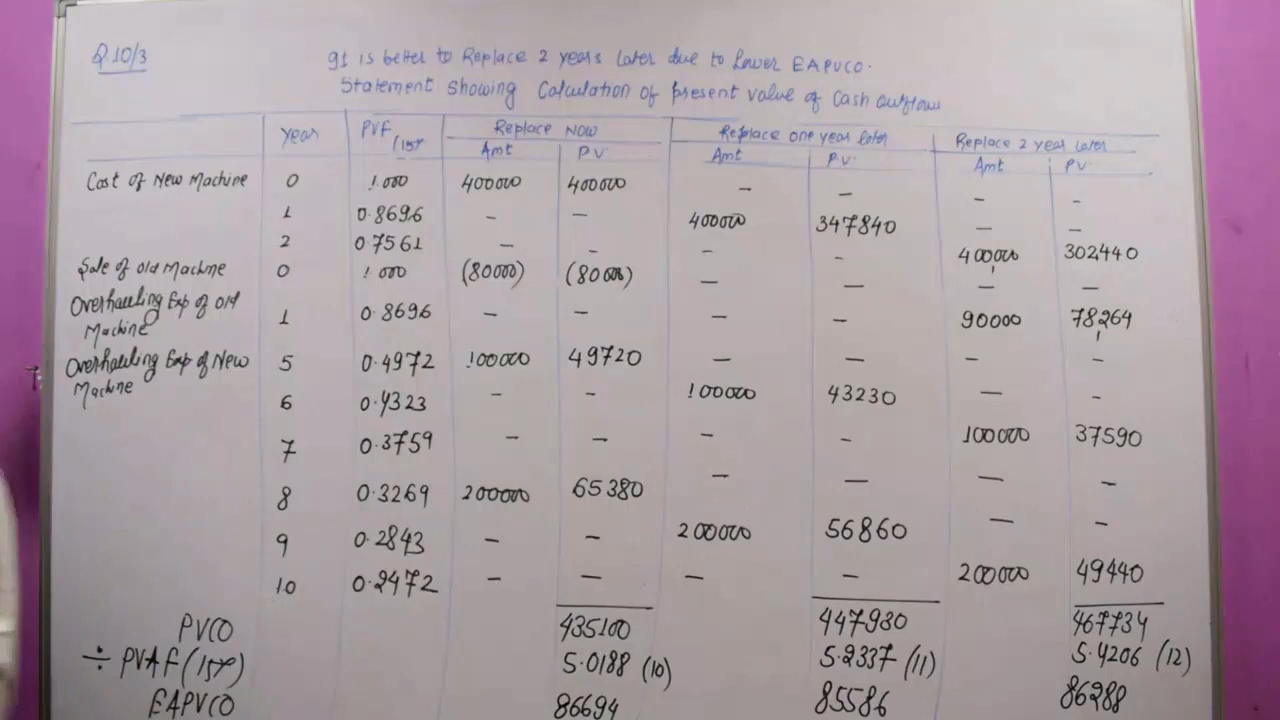 Q.10/3
It is better to Replace 2 years Later due to Lower EAPVCO.
Statement showing Calculation of present value of Cash outflow
Year PVF/15% Replace Now Replace one year later Replace 2 year Later
Amt PV Amt PV Amt PV
Cost of New Machine 0 1.000 400000 400000 - - - -
1 0.8696 - - 400000 347840 - -
2 0.7561 - - - - 400000 302440
Sale of old Machine 0 1.000 (80000) (80000) - - - -
Overhauling Exp of old Machine 1 0.8696 - - - - 90000 78264
Overhauling Exp of New Machine 5 0.4972 100000 49720 - - - -
6 0.4323 - - 100000 43230 - -
7 0.3759 - - - - 100000 37590
8 0.3269 200000 65380 - - - -
9 0.2843 - - 200000 56860 - -
10 0.2472 - - - - 200000 49440
PVCO 435100 447930 467734
÷ PVAF (15%) 5.0188 (10) 5.2337 (11) 5.4206 (12)
EAPVCO 86694 85586 86288